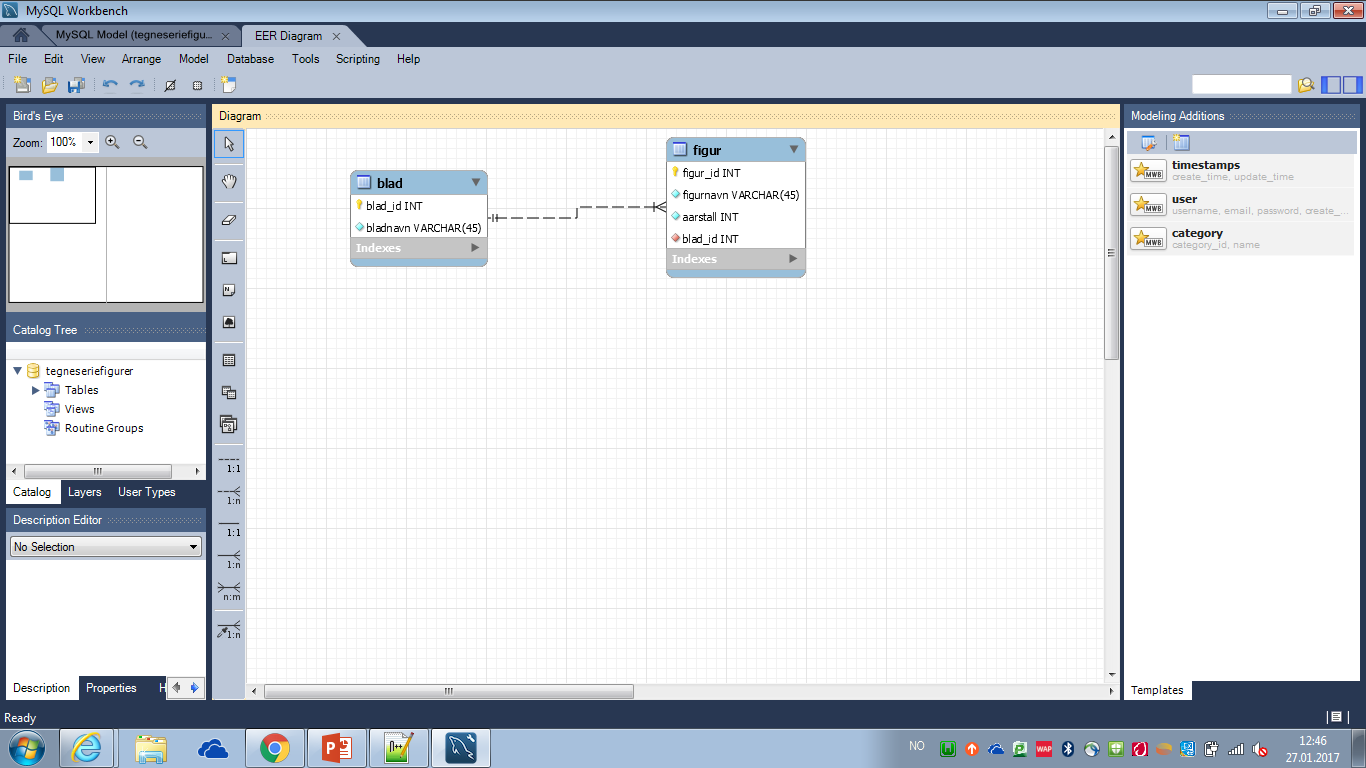 MySQL Workbench
MySQL Model (tegneseriefigu...
EER Diagram
File Edit View Arrange Model Database Tools Scripting Help
Bird's Eye
Zoom: 100%
Catalog Tree
tegneseriefigurer
Tables
Views
Routine Groups
Catalog Layers User Types
Description Editor
No Selection
Description Properties H
Diagram
1:1
1:n
1:1
1:n
n:m
1:n
blad
blad_id INT
bladnavn VARCHAR(45)
Indexes
figur
figur_id INT
figurnavn VARCHAR(45)
aarstall INT
blad_id INT
Indexes
Modeling Additions
timestamps
create_time, update_time
user
username, email, password, create_...
category
category_id, name
MWB
MWB
MWB
Templates
Ready
NO
WAP
12:46
27.01.2017